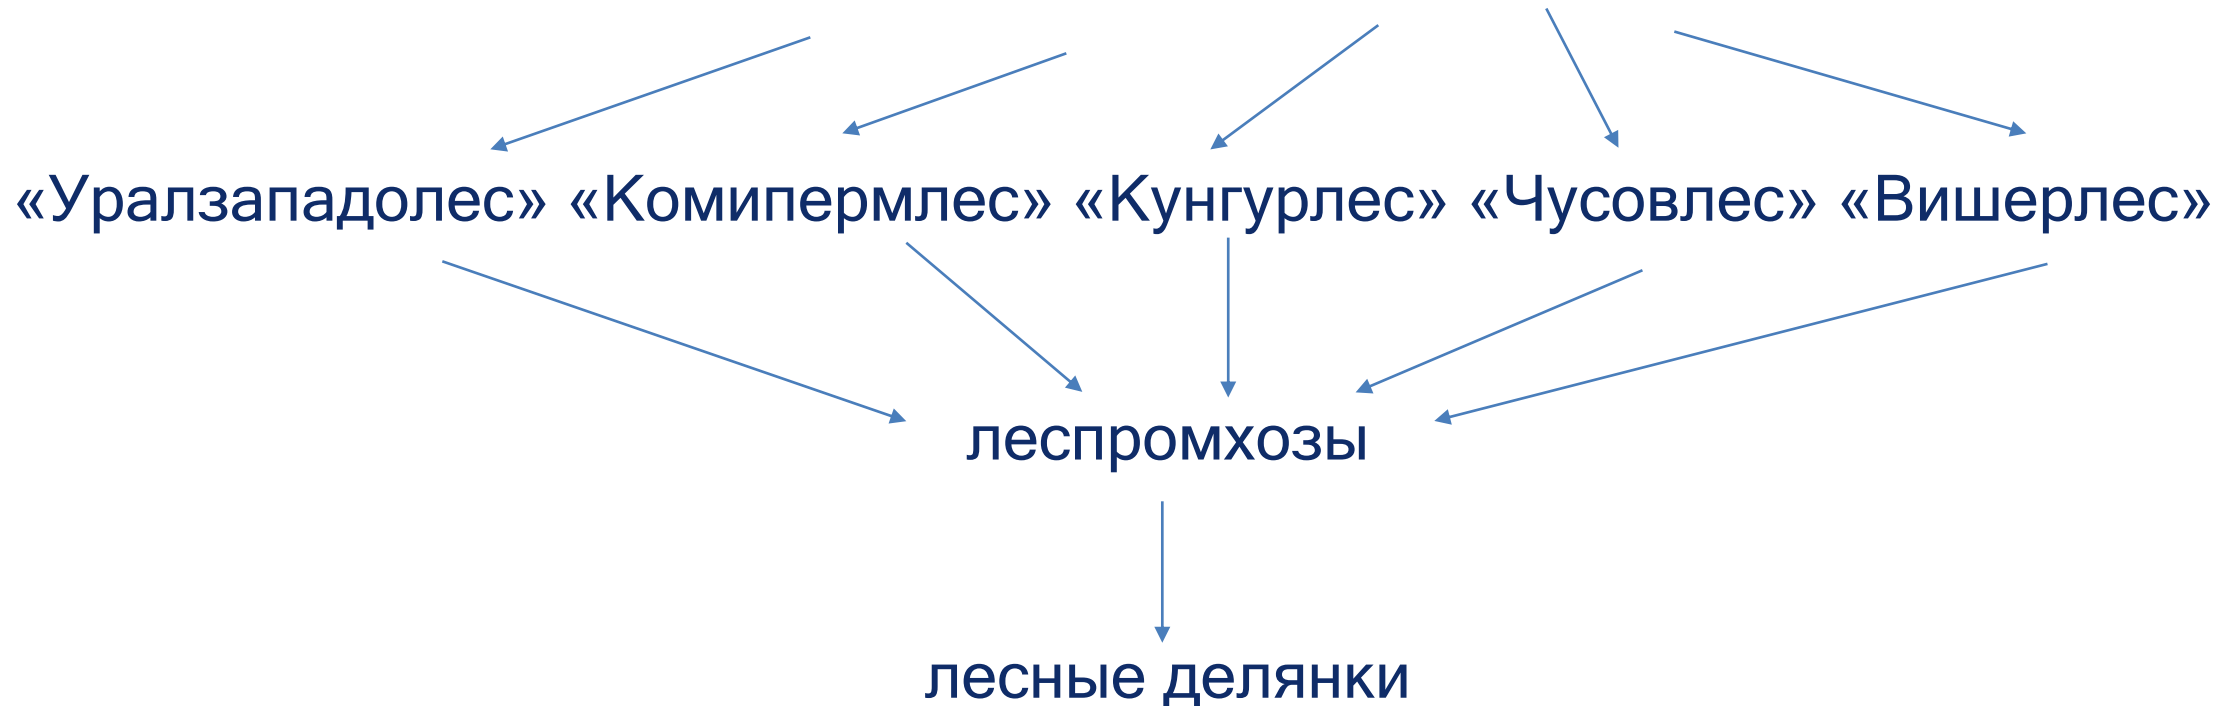 «Уралзападолес» «Комипермлес» «Кунгурлес» «Чусовлес» «Вишерлес»
леспромхозы
лесные делянки